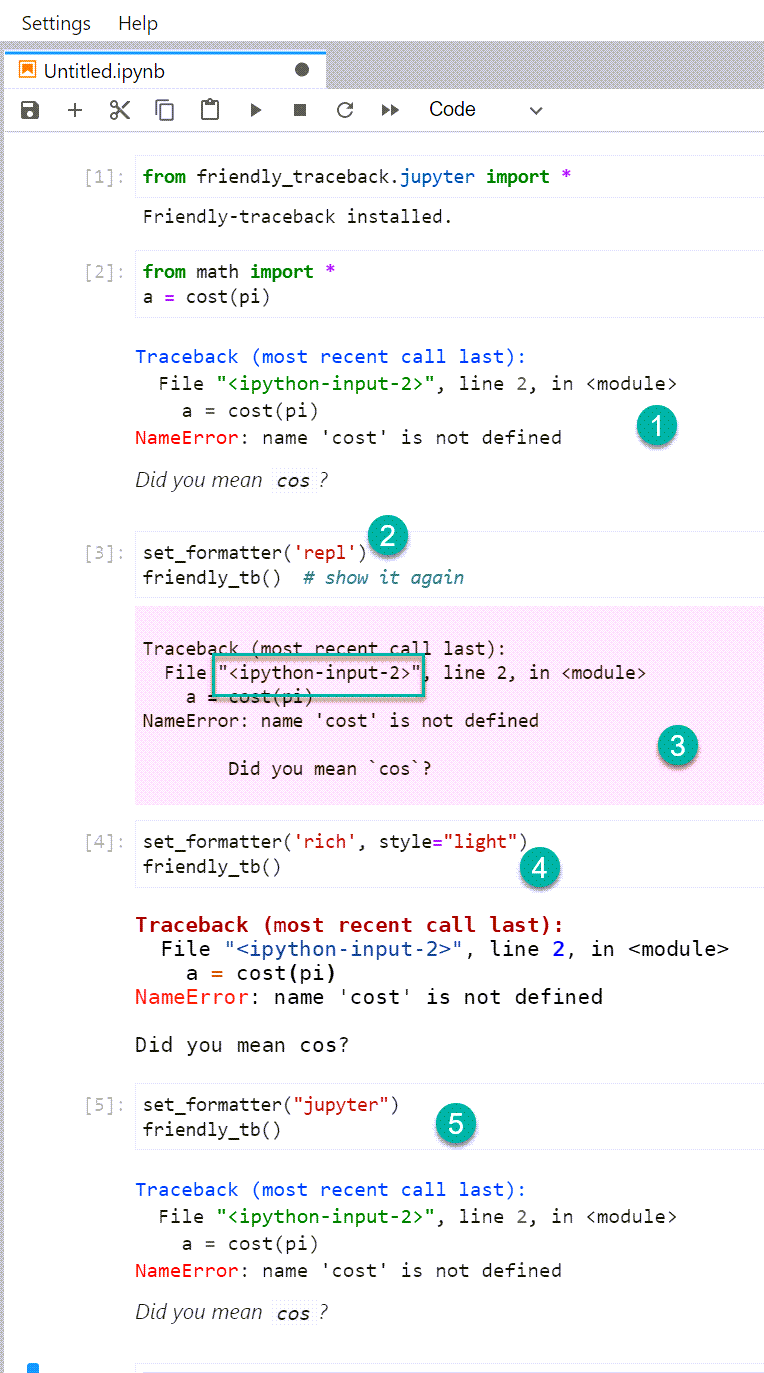 Settings Help
Untitled.ipynb
Code
[1]: from friendly_traceback.jupyter import *
Friendly-traceback installed.
[2]: from math import *
a = cost(pi)
Traceback (most recent call last):
  File "<ipython-input-2>", line 2, in <module>
    a = cost(pi)
1
NameError: name 'cost' is not defined
Did you mean cos ?
2
[3]: set_formatter('repl')
friendly_tb()  # show it again
Traceback (most recent call last):
  File "<ipython-input-2>", line 2, in <module>
    a = cost(pi)
NameError: name 'cost' is not defined
3
        Did you mean `cos`?
[4]: set_formatter('rich', style="light")
friendly_tb()
4
Traceback (most recent call last):
  File "<ipython-input-2>", line 2, in <module>
    a = cost(pi)
NameError: name 'cost' is not defined
Did you mean cos?
[5]: set_formatter("jupyter")
friendly_tb()
5
Traceback (most recent call last):
  File "<ipython-input-2>", line 2, in <module>
    a = cost(pi)
NameError: name 'cost' is not defined
Did you mean cos ?